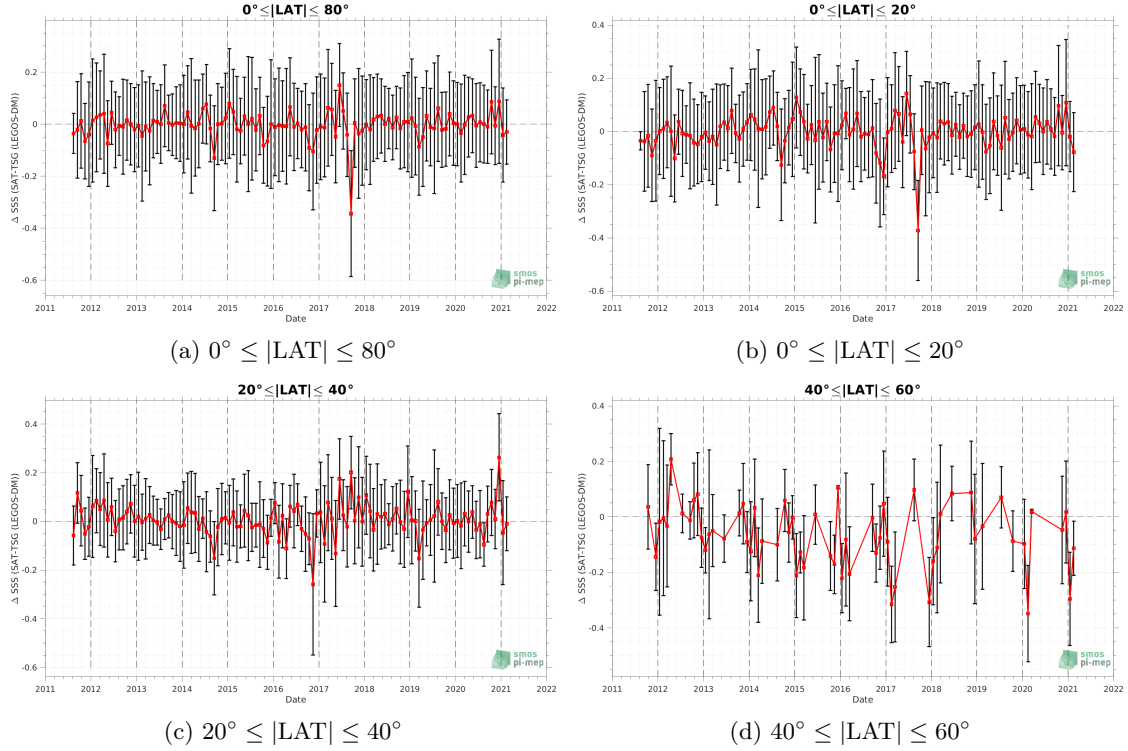 0°≤|LAT|≤ 80°
Δ SSS (SAT-TSG (LEGOS-DM))
0.2
0
-0.2
-0.4
-0.6
2011 2012 2013 2014 2015 2016 2017 2018 2019 2020 2021 2022
Date
smos
pi-mep
(a) 0° ≤ |LAT| ≤ 80°
0°≤|LAT|≤ 20°
Δ SSS (SAT-TSG (LEGOS-DM))
0.4
0.2
0
-0.2
-0.4
-0.6
2011 2012 2013 2014 2015 2016 2017 2018 2019 2020 2021 2022
Date
smos
pi-mep
(b) 0° ≤ |LAT| ≤ 20°
20°≤|LAT|≤ 40°
Δ SSS (SAT-TSG (LEGOS-DM))
0.4
0.2
0
-0.2
-0.4
-0.6
2011 2012 2013 2014 2015 2016 2017 2018 2019 2020 2021 2022
Date
smos
pi-mep
(c) 20° ≤ |LAT| ≤ 40°
40°≤|LAT|≤ 60°
Δ SSS (SAT-TSG (LEGOS-DM))
0.4
0.2
0
-0.2
-0.4
2011 2012 2013 2014 2015 2016 2017 2018 2019 2020 2021 2022
Date
smos
pi-mep
(d) 40° ≤ |LAT| ≤ 60°